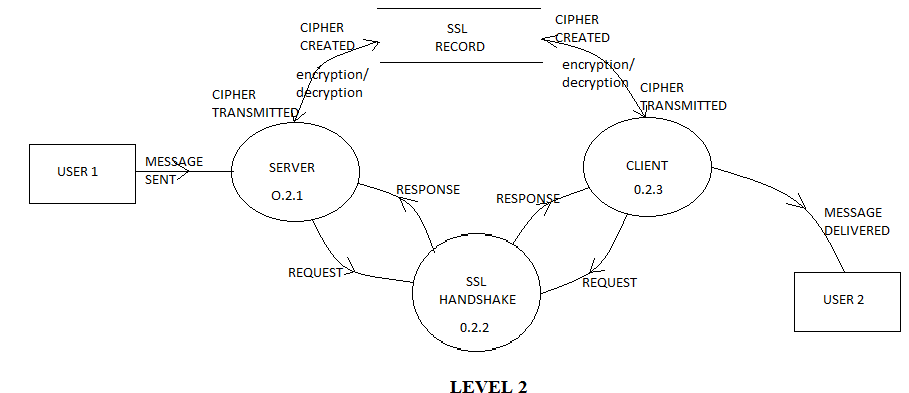 CIPHER
CREATED
SSL
RECORD
CIPHER
CREATED
encryption/
decryption
encryption/
decryption
CIPHER
TRANSMITTED
CIPHER
TRANSMITTED
USER 1
MESSAGE
SENT
SERVER
O.2.1
CLIENT
0.2.3
RESPONSE
RESPONSE
MESSAGE
DELIVERED
REQUEST
SSL
HANDSHAKE
0.2.2
REQUEST
USER 2
LEVEL 2